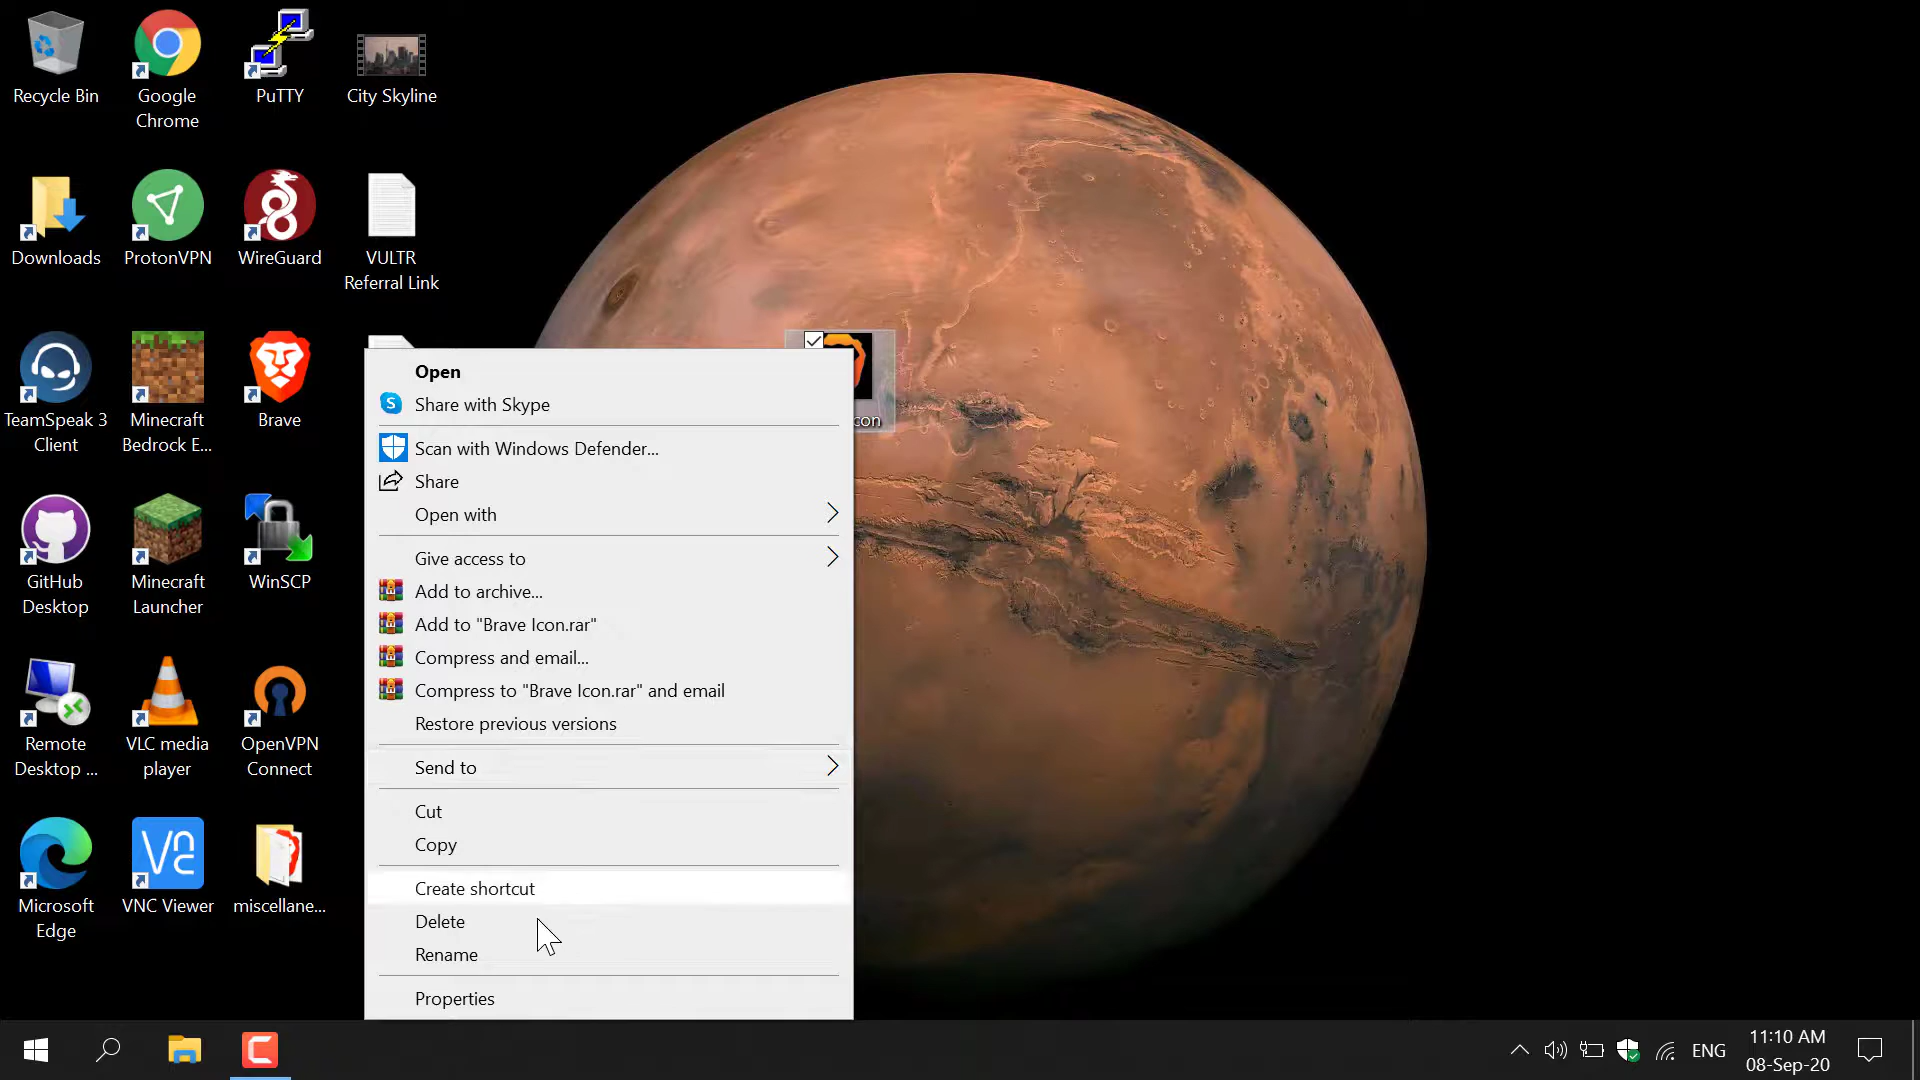 Recycle Bin
Google
Chrome
PuTTY
City Skyline
Downloads
ProtonVPN
WireGuard
VULTR
Referral Link
TeamSpeak 3
Client
Minecraft
Bedrock E...
Brave
GitHub
Desktop
Minecraft
Launcher
WinSCP
Remote
Desktop ...
VLC media
player
OpenVPN
Connect
Microsoft
Edge
VNC Viewer
miscellane...
con
Open
Share with Skype
Scan with Windows Defender...
Share
Open with
Give access to
Add to archive...
Add to "Brave Icon.rar"
Compress and email...
Compress to "Brave Icon.rar" and email
Restore previous versions
Send to
Cut
Copy
Create shortcut
Delete
Rename
Properties
ENG
11:10 AM
08-Sep-20